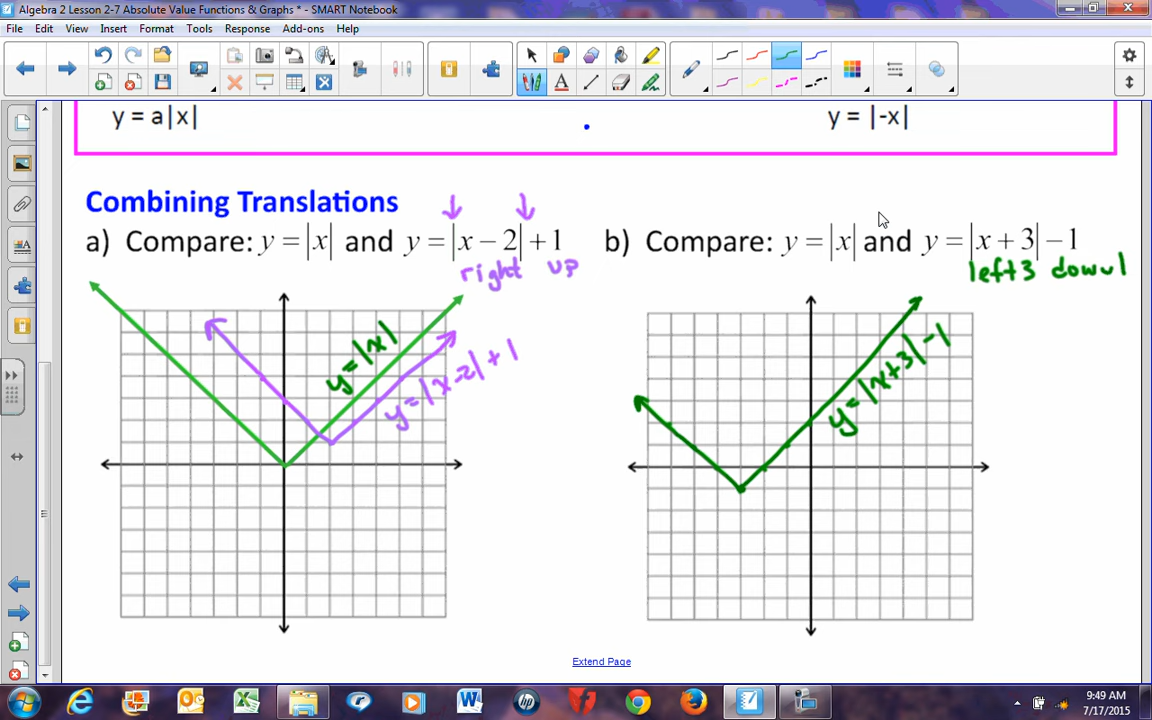 Algebra 2 Lesson 2-7 Absolute Value Functions & Graphs * - SMART Notebook
File Edit View Insert Format Tools Response Add-ons Help
y = a|x|
y = |-x|
Combining Translations
a) Compare: y = |x| and y = |x − 2| + 1
b) Compare: y = |x| and y = |x + 3| − 1
right up
left 3 down 1
y = |x|
y = |x-2| + 1
y = |x+3| - 1
Extend Page
9:49 AM
7/17/2015